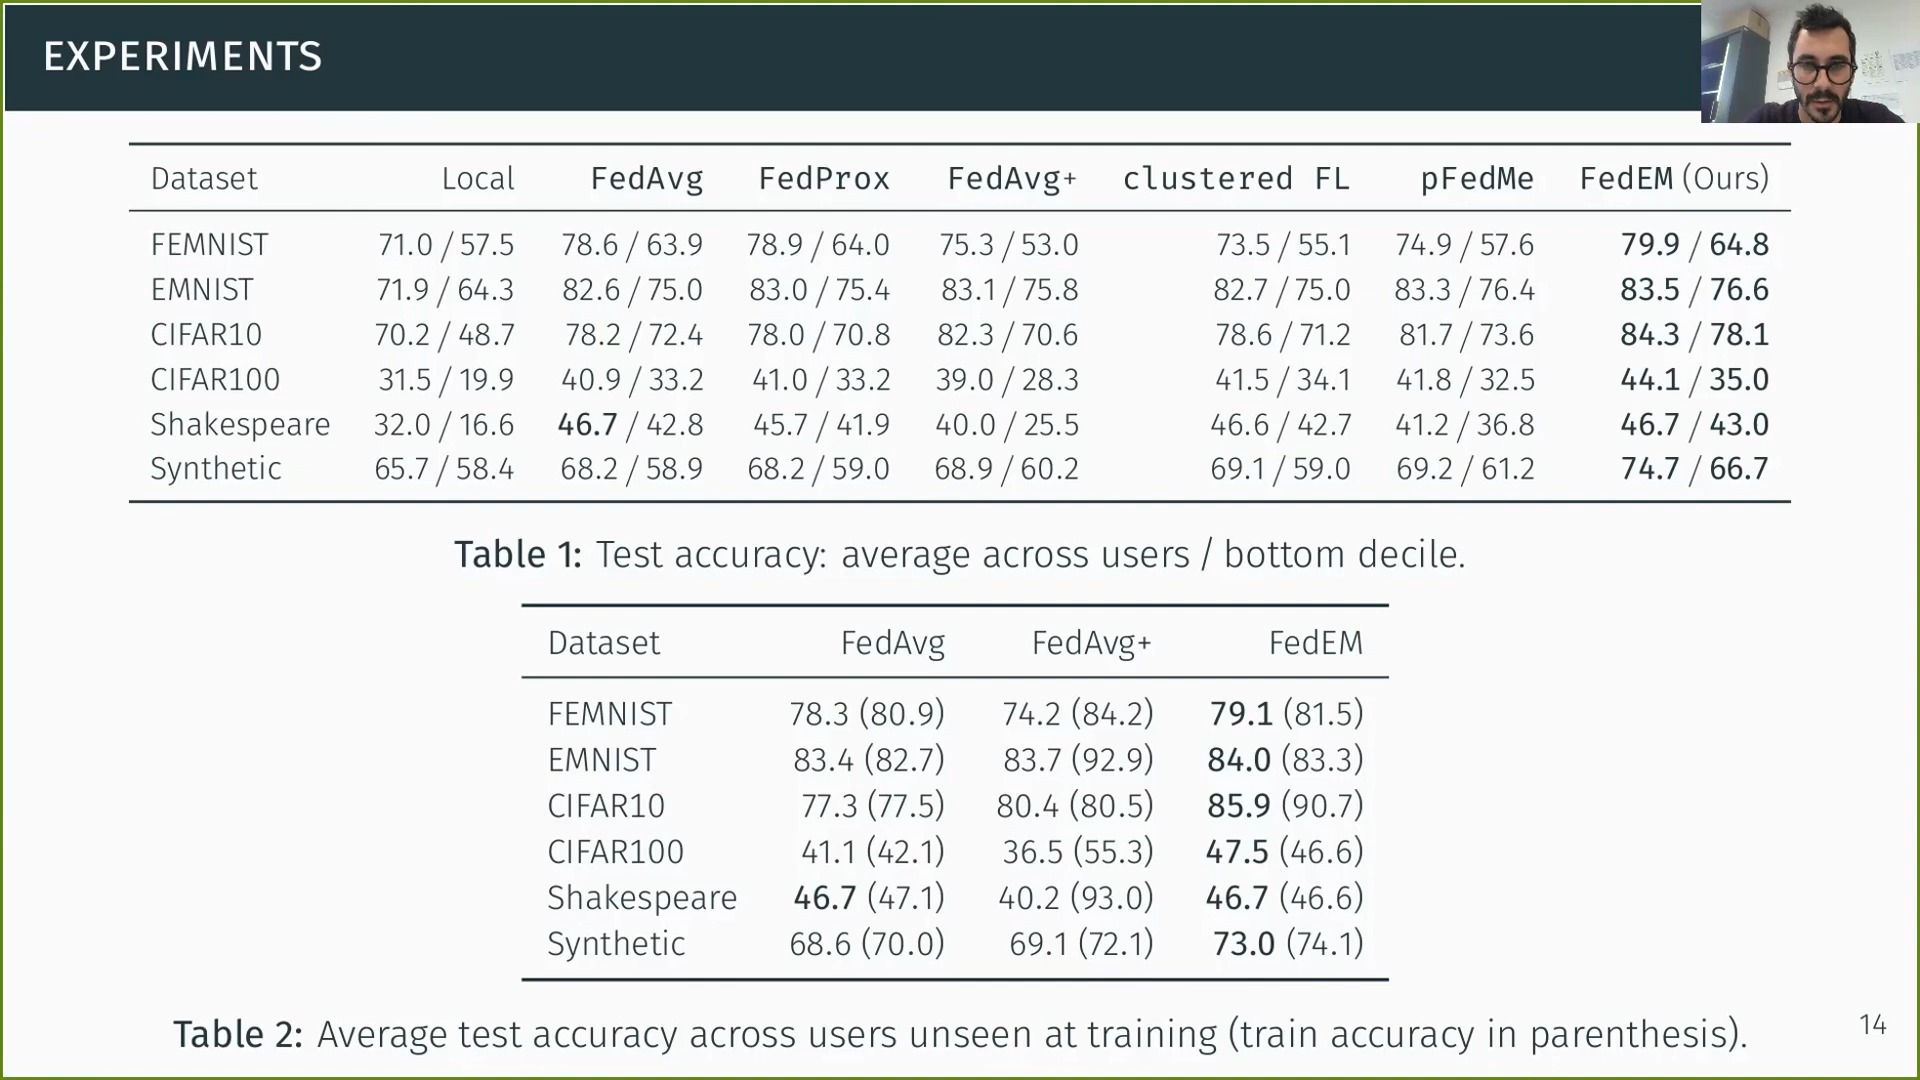 EXPERIMENTS
Dataset Local FedAvg FedProx FedAvg+ clustered FL pFedMe FedEM (Ours)
FEMNIST 71.0 / 57.5 78.6 / 63.9 78.9 / 64.0 75.3 / 53.0 73.5 / 55.1 74.9 / 57.6 79.9 / 64.8
EMNIST 71.9 / 64.3 82.6 / 75.0 83.0 / 75.4 83.1 / 75.8 82.7 / 75.0 83.3 / 76.4 83.5 / 76.6
CIFAR10 70.2 / 48.7 78.2 / 72.4 78.0 / 70.8 82.3 / 70.6 78.6 / 71.2 81.7 / 73.6 84.3 / 78.1
CIFAR100 31.5 / 19.9 40.9 / 33.2 41.0 / 33.2 39.0 / 28.3 41.5 / 34.1 41.8 / 32.5 44.1 / 35.0
Shakespeare 32.0 / 16.6 46.7 / 42.8 45.7 / 41.9 40.0 / 25.5 46.6 / 42.7 41.2 / 36.8 46.7 / 43.0
Synthetic 65.7 / 58.4 68.2 / 58.9 68.2 / 59.0 68.9 / 60.2 69.1 / 59.0 69.2 / 61.2 74.7 / 66.7
Table 1: Test accuracy: average across users / bottom decile.
Dataset FedAvg FedAvg+ FedEM
FEMNIST 78.3 (80.9) 74.2 (84.2) 79.1 (81.5)
EMNIST 83.4 (82.7) 83.7 (92.9) 84.0 (83.3)
CIFAR10 77.3 (77.5) 80.4 (80.5) 85.9 (90.7)
CIFAR100 41.1 (42.1) 36.5 (55.3) 47.5 (46.6)
Shakespeare 46.7 (47.1) 40.2 (93.0) 46.7 (46.6)
Synthetic 68.6 (70.0) 69.1 (72.1) 73.0 (74.1)
Table 2: Average test accuracy across users unseen at training (train accuracy in parenthesis).
14